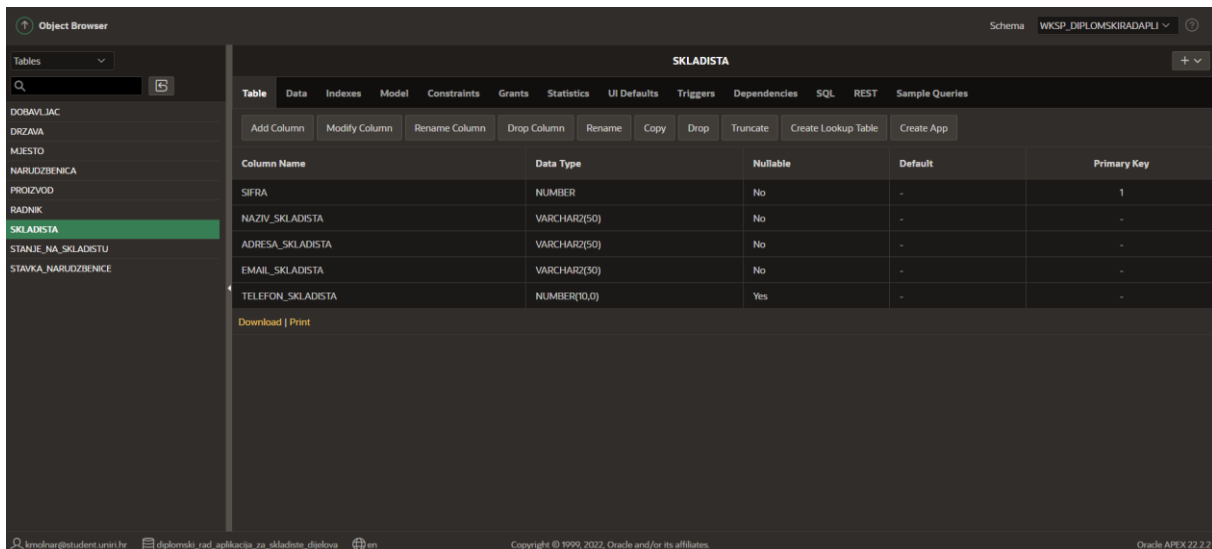 Object Browser
Schema WKSP_DIPLOMSKIRADAPLI
Tables
SKLADISTA
Table Data Indexes Model Constraints Grants Statistics UI Defaults Triggers Dependencies SQL REST Sample Queries
DOBAVLJAC
DRZAVA
MJESTO
NARUDZBENICA
PROIZVOD
RADNIK
SKLADISTA
STANJE_NA_SKLADISTU
STAVKA_NARUDZBENICE
Add Column Modify Column Rename Column Drop Column Rename Copy Drop Truncate Create Lookup Table Create App
Column Name Data Type Nullable Default Primary Key
SIFRA NUMBER No - 1
NAZIV_SKLADISTA VARCHAR2(50) No - -
ADRESA_SKLADISTA VARCHAR2(50) No - -
EMAIL_SKLADISTA VARCHAR2(30) No - -
TELEFON_SKLADISTA NUMBER(10,0) Yes - -
Download | Print
kmolnar@student.uniri.hr diplomski_rad_aplikacija_za_skladiste_dijelova en Copyright © 1999, 2022, Oracle and/or its affiliates. Oracle APEX 22.2.2